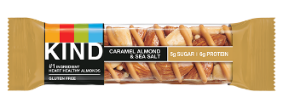 KIND
#1 INGREDIENT
HEART HEALTHY ALMONDS
GLUTEN FREE
CARAMEL ALMOND
& SEA SALT
5g SUGAR | 6g PROTEIN